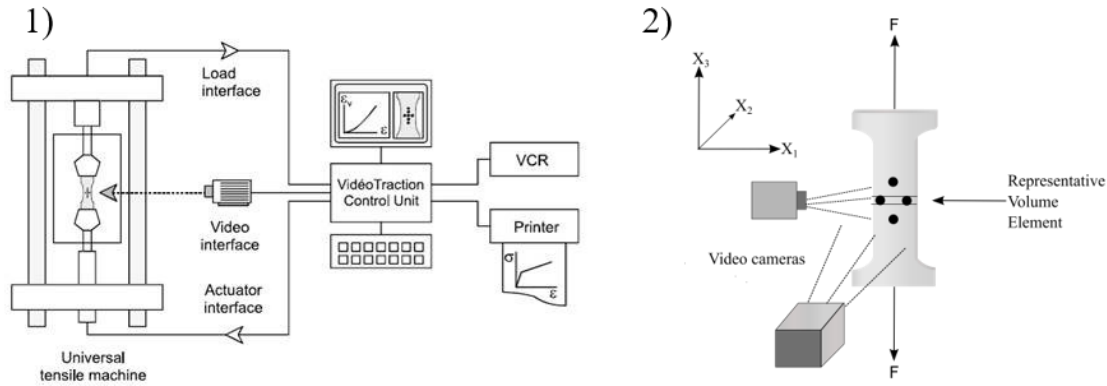 1)
Load
interface
εᵥ
ε
VCR
VidéoTraction
Control Unit
Video
interface
Printer
σ
ε
Actuator
interface
Universal
tensile machine
2)
F
X₃
X₂
X₁
Representative
Volume
Element
Video cameras
F